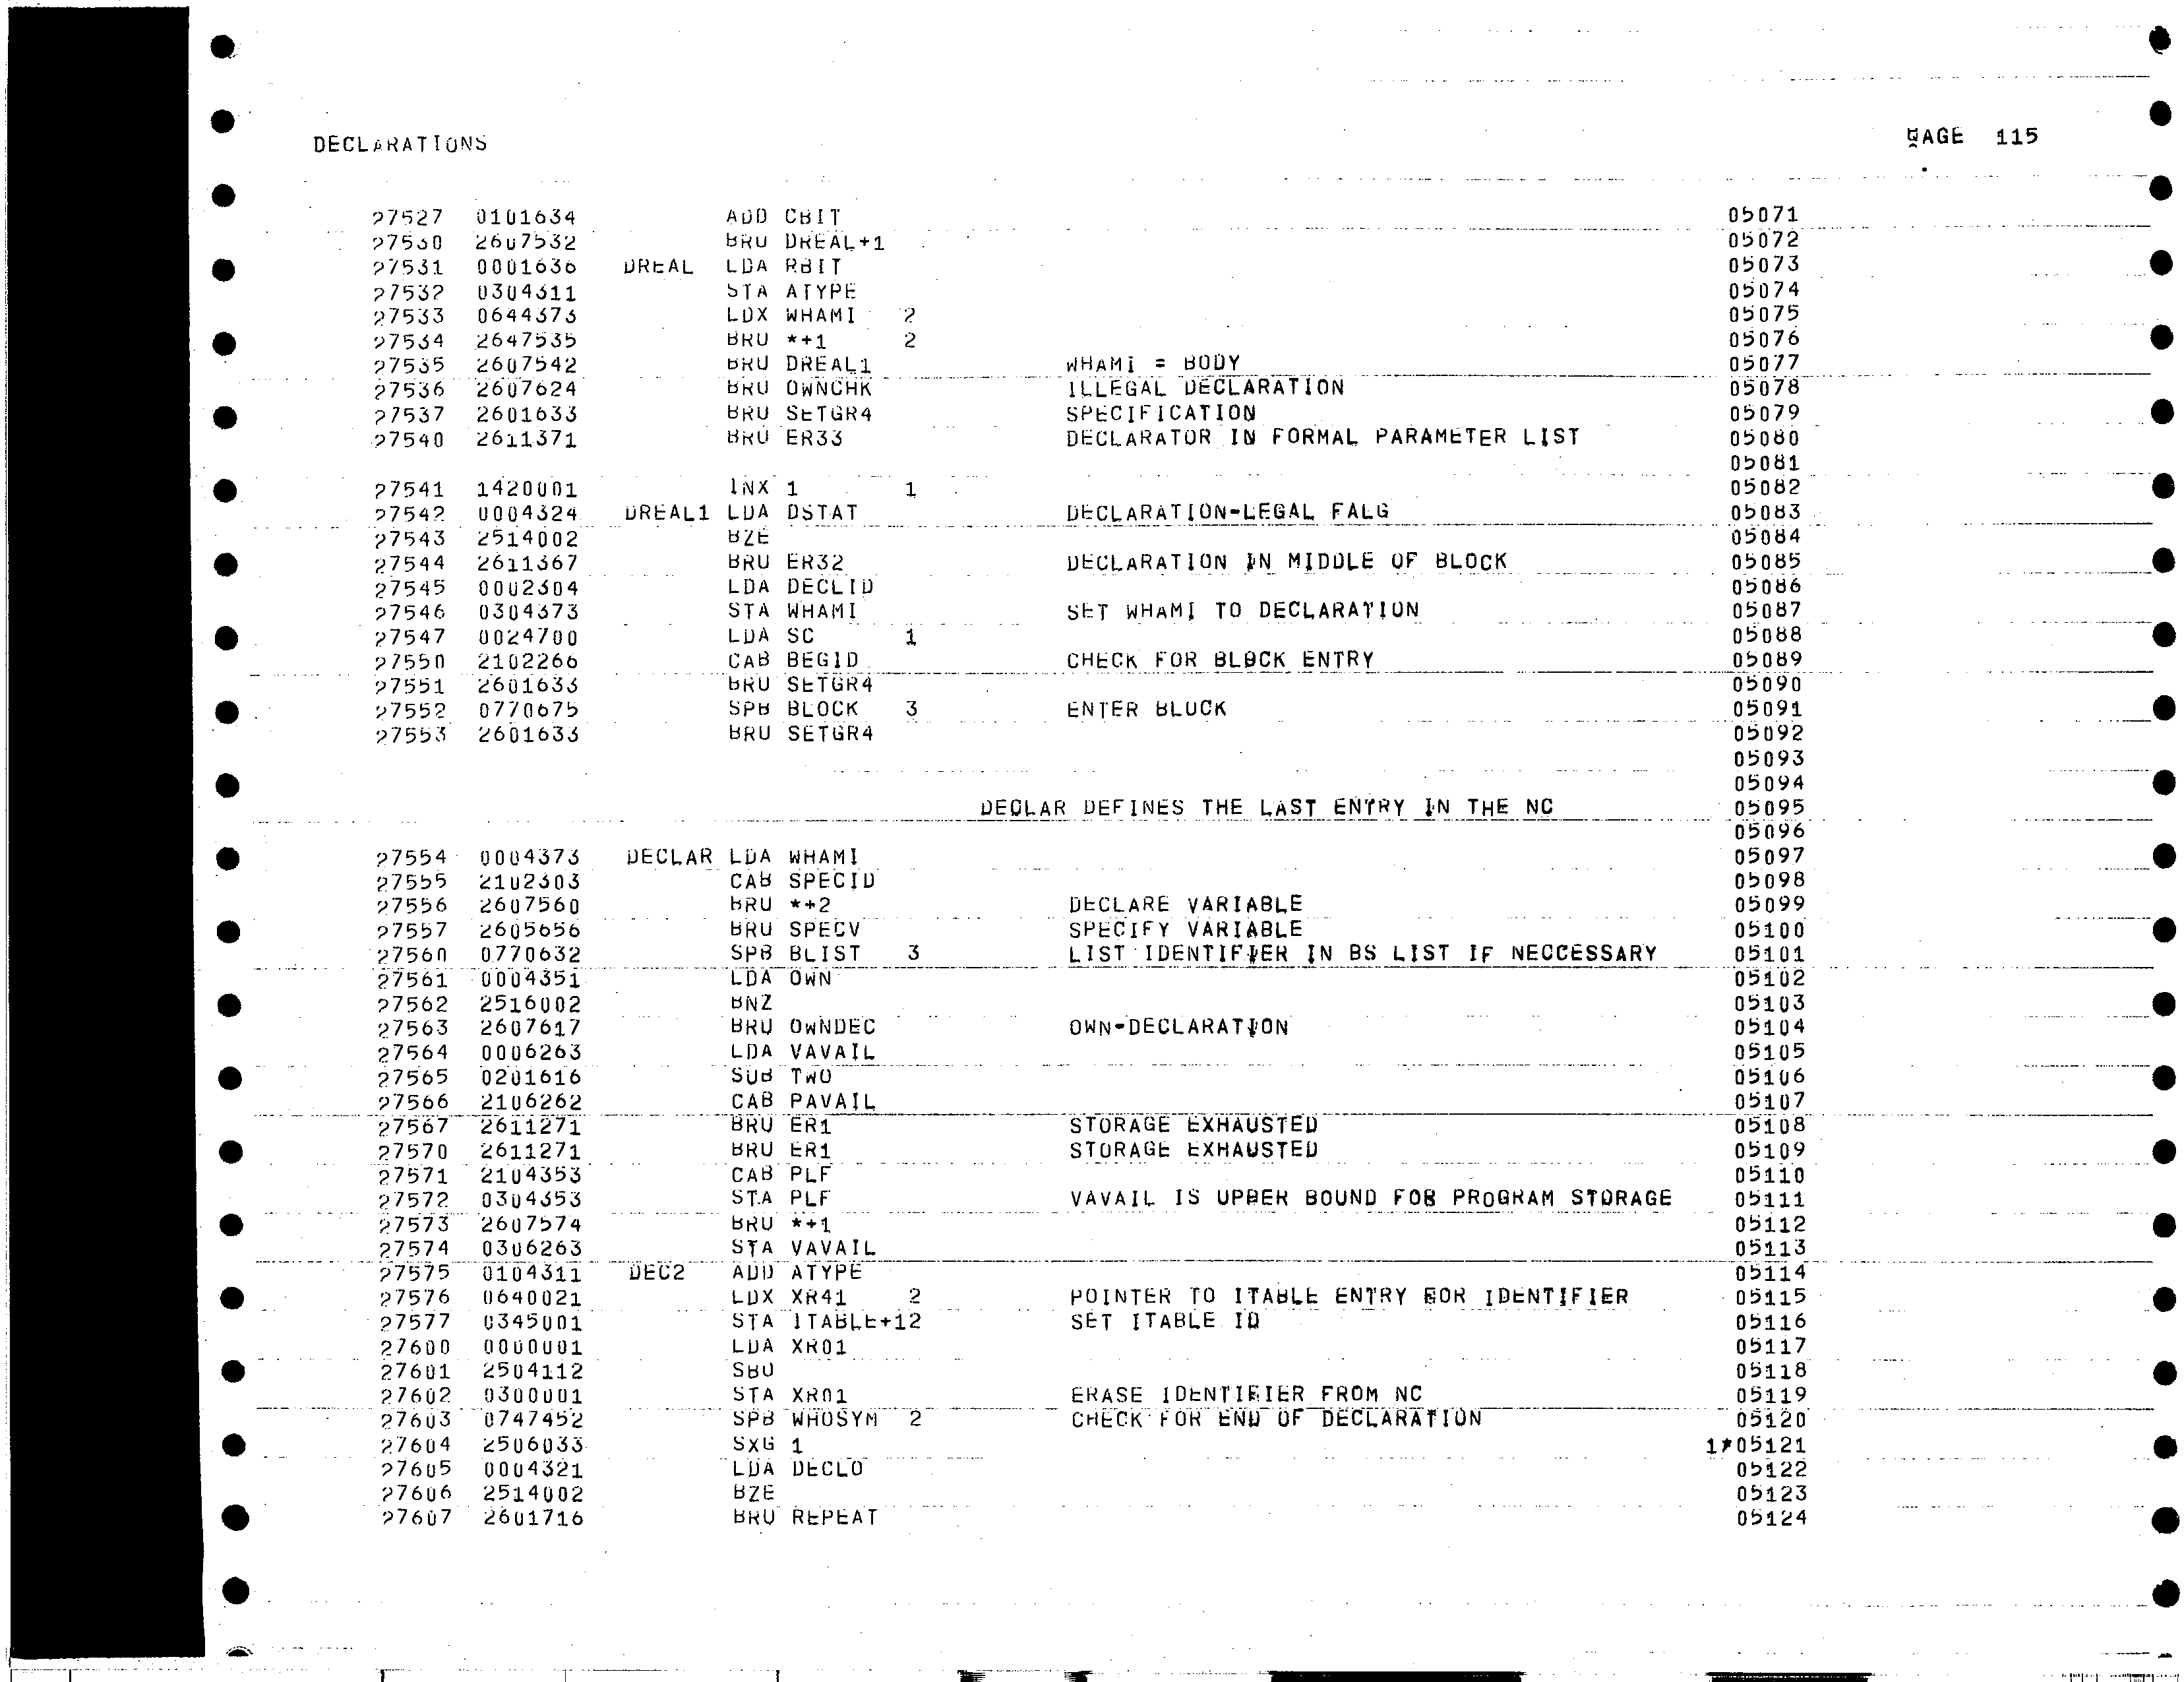 DECLARATIONS PAGE 115
27527 0101634 ADD CBIT 05071
27530 2607532 BRU DREAL+1 05072
27531 0001636 DREAL LDA RBIT 05073
27532 0304311 STA ATYPE 05074
27533 0644373 LDX WHAMI 2 05075
27534 2647535 BRU *+1 2 05076
27535 2607542 BRU DREAL1 WHAMI = BODY 05077
27536 2607624 BRU OWNCHK ILLEGAL DECLARATION 05078
27537 2601633 BRU SETGR4 SPECIFICATION 05079
27540 2611371 BRU ER33 DECLARATOR IN FORMAL PARAMETER LIST 05080
05081
27541 1420001 INX 1 1 05082
27542 0004324 DREAL1 LDA DSTAT DECLARATION-LEGAL FALG 05083
27543 2514002 BZE 05084
27544 2611367 BRU ER32 DECLARATION IN MIDDLE OF BLOCK 05085
27545 0002304 LDA DECLID 05086
27546 0304373 STA WHAMI SET WHAMI TO DECLARATION 05087
27547 0024700 LDA SC 1 05088
27550 2102266 CAB BEGID CHECK FOR BLOCK ENTRY 05089
27551 2601633 BRU SETGR4 05090
27552 0770675 SPB BLOCK 3 ENTER BLOCK 05091
27553 2601633 BRU SETGR4 05092
05093
05094
DECLAR DEFINES THE LAST ENTRY IN THE NC 05095
05096
27554 0004373 DECLAR LDA WHAMI 05097
27555 2102303 CAB SPECID 05098
27556 2607560 BRU *+2 DECLARE VARIABLE 05099
27557 2605656 BRU SPECV SPECIFY VARIABLE 05100
27560 0770632 SPB BLIST 3 LIST IDENTIFIER IN BS LIST IF NECCESSARY 05101
27561 0004351 LDA OWN 05102
27562 2516002 BNZ 05103
27563 2607617 BRU OWNDEC OWN-DECLARATION 05104
27564 0006263 LDA VAVAIL 05105
27565 0201616 SUB TWO 05106
27566 2106262 CAB PAVAIL 05107
27567 2611271 BRU ER1 STORAGE EXHAUSTED 05108
27570 2611271 BRU ER1 STORAGE EXHAUSTED 05109
27571 2104353 CAB PLF 05110
27572 0304353 STA PLF VAVAIL IS UPPER BOUND FOR PROGRAM STORAGE 05111
27573 2607574 BRU *+1 05112
27574 0306263 STA VAVAIL 05113
27575 0104311 DEC2 ADD ATYPE 05114
27576 0640021 LDX XR41 2 POINTER TO ITABLE ENTRY FOR IDENTIFIER 05115
27577 0345001 STA ITABLE+12 SET ITABLE ID 05116
27600 0000001 LDA XR01 05117
27601 2504112 SBO 05118
27602 0300001 STA XR01 ERASE IDENTIFIER FROM NC 05119
27603 0747452 SPB WHOSYM 2 CHECK FOR END OF DECLARATION 05120
27604 2506033 SXG 1 1*05121
27605 0004321 LDA DECLO 05122
27606 2514002 BZE 05123
27607 2601716 BRU REPEAT 05124